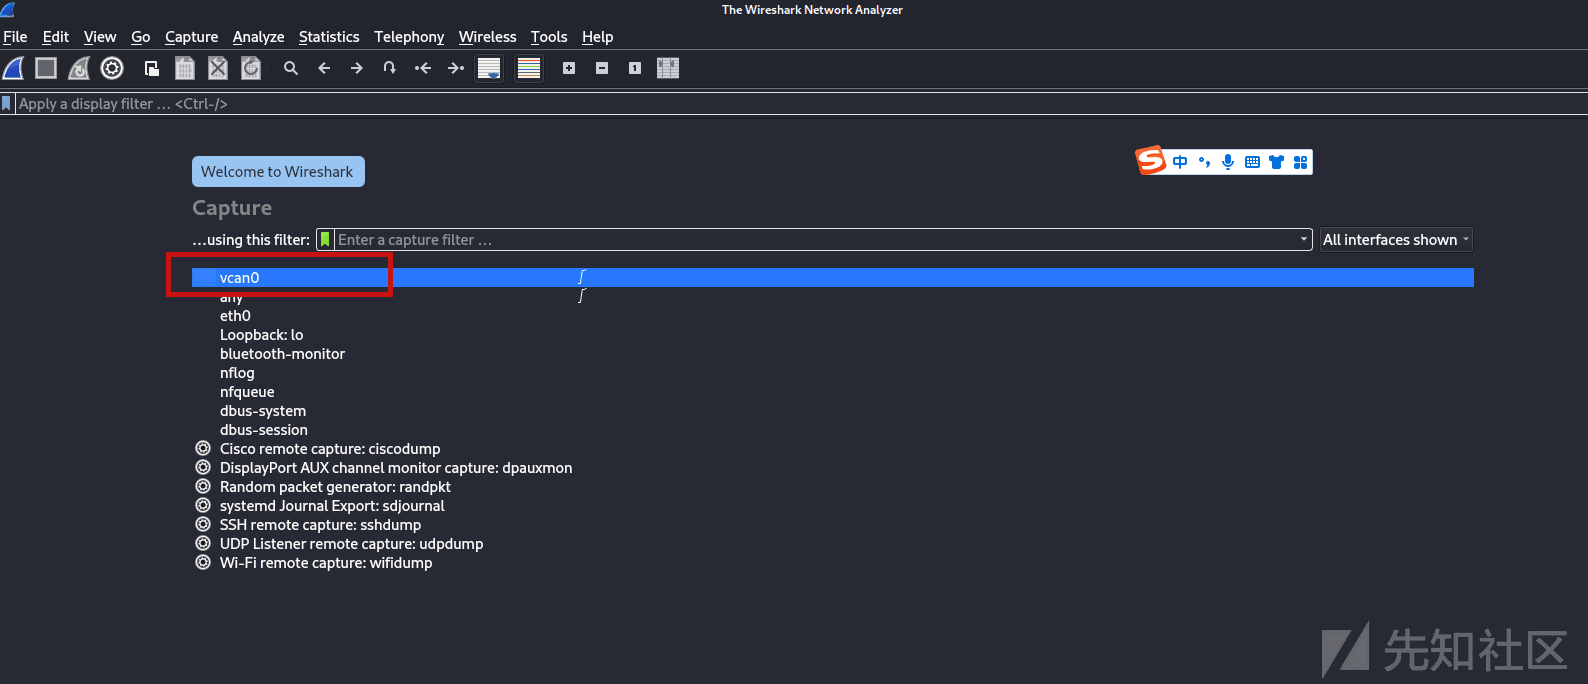 The Wireshark Network Analyzer
File Edit View Go Capture Analyze Statistics Telephony Wireless Tools Help
Apply a display filter … <Ctrl-/>
Welcome to Wireshark
中
Capture
…using this filter: Enter a capture filter … All interfaces shown
vcan0
any
eth0
Loopback: lo
bluetooth-monitor
nflog
nfqueue
dbus-system
dbus-session
Cisco remote capture: ciscodump
DisplayPort AUX channel monitor capture: dpauxmon
Random packet generator: randpkt
systemd Journal Export: sdjournal
SSH remote capture: sshdump
UDP Listener remote capture: udpdump
Wi-Fi remote capture: wifidump
先知社区